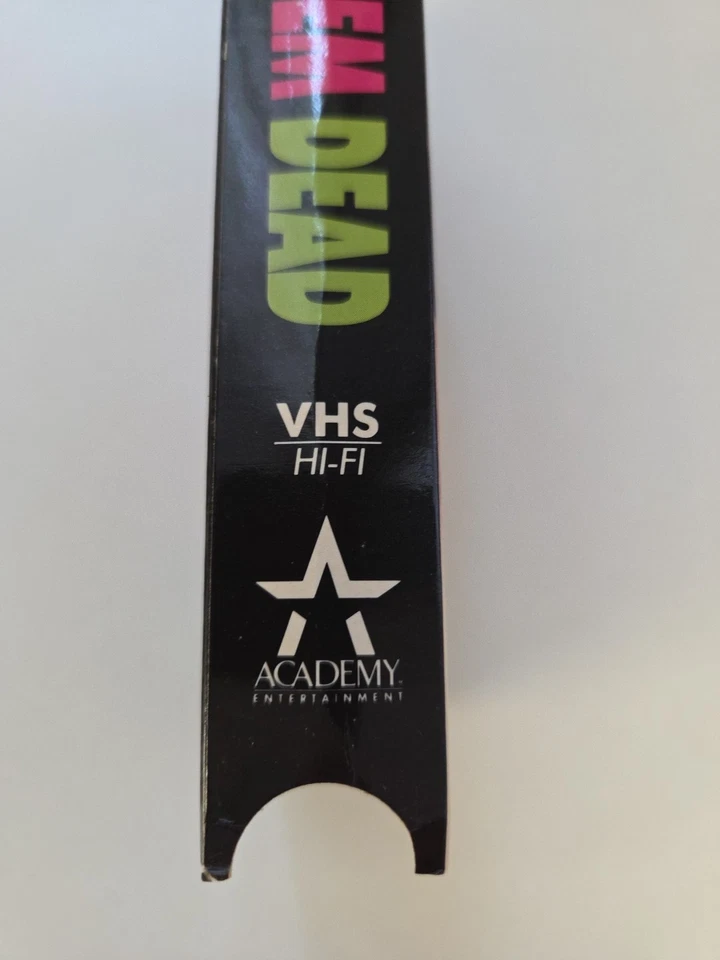 EM DEAD
VHS
HI-FI
ACADEMY
ENTERTAINMENT